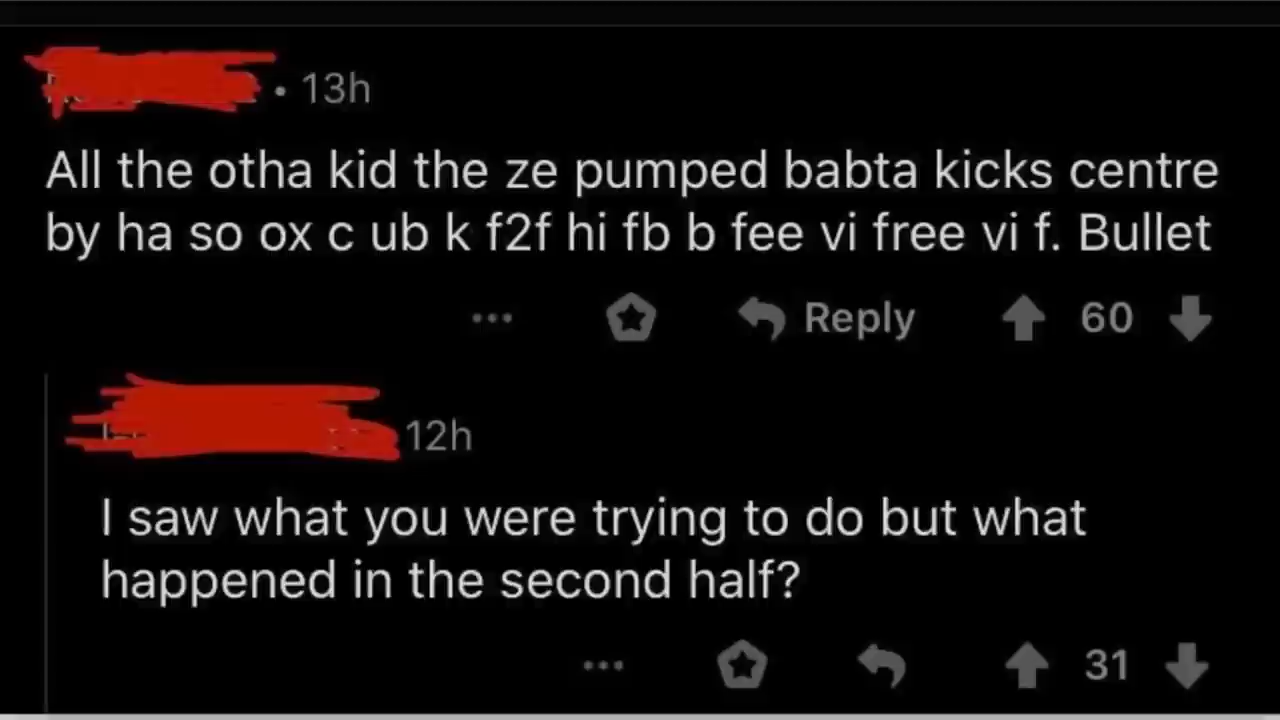 • 13h
All the otha kid the ze pumped babta kicks centre
by ha so ox c ub k f2f hi fb b fee vi free vi f. Bullet
... Reply 60
12h
I saw what you were trying to do but what
happened in the second half?
... 31